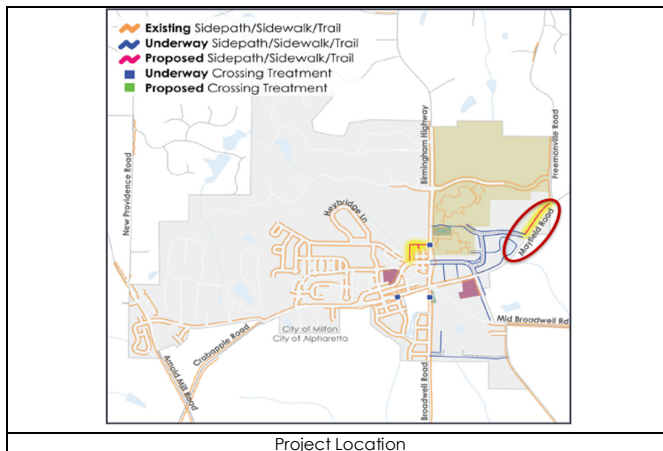 Existing Sidepath/Sidewalk/Trail
Underway Sidepath/Sidewalk/Trail
Proposed Sidepath/Sidewalk/Trail
Underway Crossing Treatment
Proposed Crossing Treatment
New Providence Road
Birmingham Highway
Freemanville Road
Heybridge ln
Mayfield Road
Mid Broadwell Rd
City of Milton
City of Alpharetta
Crabapple Road
Arnold Mill Road
Broadwell Road
Project Location